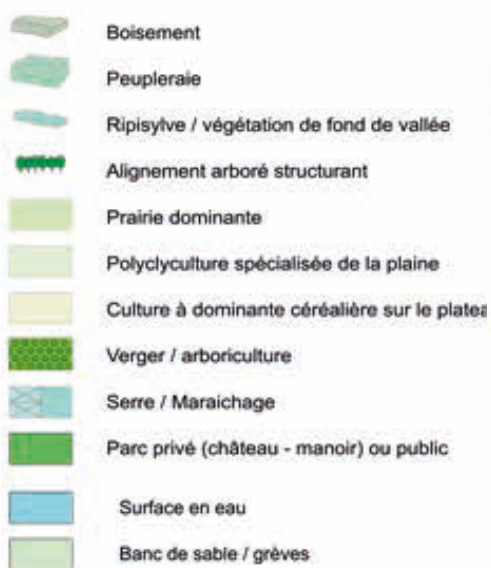 Boisement
Peupleraie
Ripisylve / végétation de fond de vallée
Alignement arboré structurant
Prairie dominante
Polyclyculture spécialisée de la plaine
Culture à dominante céréalière sur le platea
Verger / arboriculture
Serre / Maraichage
Parc privé (château - manoir) ou public
Surface en eau
Banc de sable / grèves